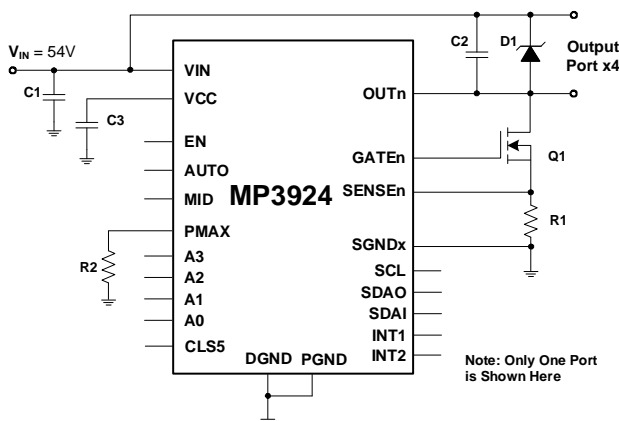 VIN = 54V
C1
C3
R2
VIN
VCC
EN
AUTO
MID
PMAX
A3
A2
A1
A0
CLS5
MP3924
DGND PGND
OUTn
GATEn
SENSEn
SGNDx
SCL
SDAO
SDAI
INT1
INT2
C2
D1
Output
Port x4
Q1
R1
Note: Only One Port
is Shown Here